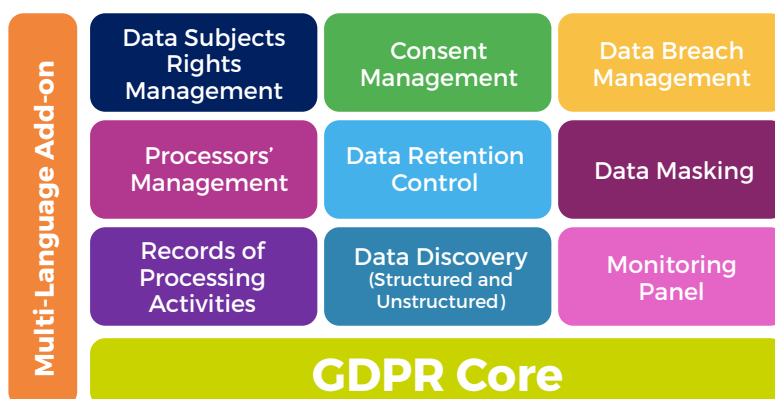 Multi-Language Add-on
Data Subjects
Rights
Management
Consent
Management
Data Breach
Management
Processors’
Management
Data Retention
Control
Data Masking
Records of
Processing
Activities
Data Discovery
(Structured and
Unstructured)
Monitoring
Panel
GDPR Core